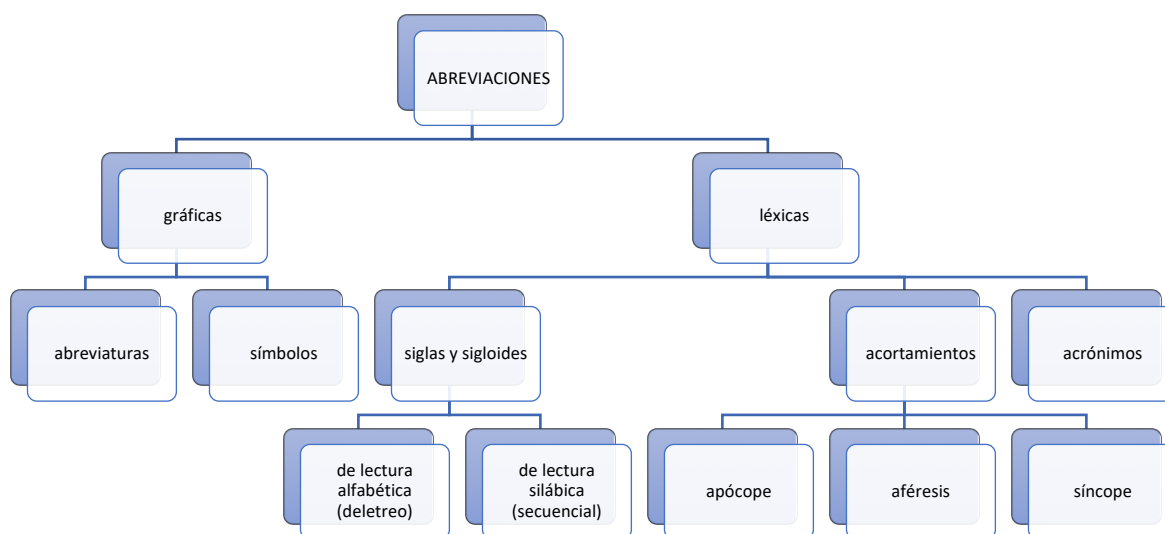 ABREVIACIONES
gráficas
léxicas
abreviaturas
símbolos
siglas y sigloides
acortamientos
acrónimos
de lectura
alfabética
(deletreo)
de lectura
silábica
(secuencial)
apócope
aféresis
síncope